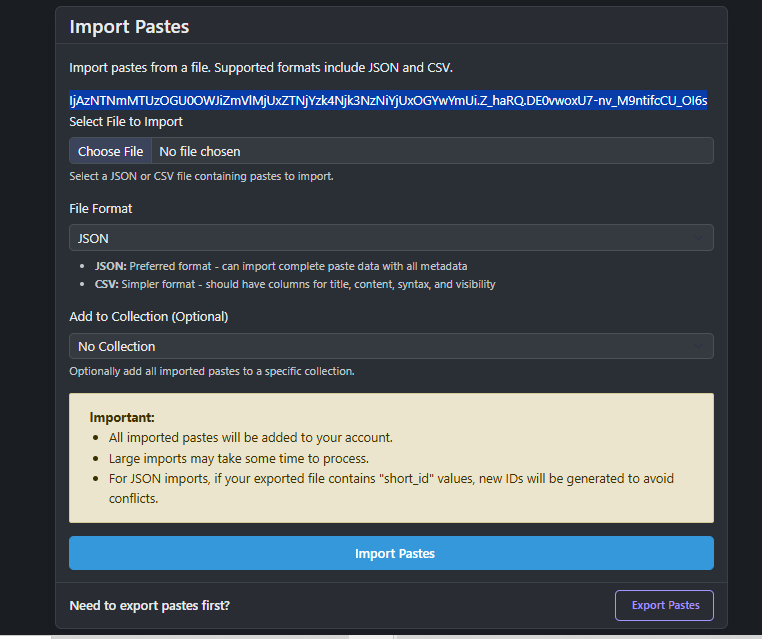 Import Pastes
Import pastes from a file. Supported formats include JSON and CSV.
IjAzNTNmMTUzOGU0OWJiZmVlMjUxZTNjYzk4Njk3NzNiYjUxOGYwYmUi.Z_haRQ.DE0vwoxU7-nv_M9ntifcCU_OI6s
Select File to Import
Choose File No file chosen
Select a JSON or CSV file containing pastes to import.
File Format
JSON
• JSON: Preferred format - can import complete paste data with all metadata
• CSV: Simpler format - should have columns for title, content, syntax, and visibility
Add to Collection (Optional)
No Collection
Optionally add all imported pastes to a specific collection.
Important:
• All imported pastes will be added to your account.
• Large imports may take some time to process.
• For JSON imports, if your exported file contains "short_id" values, new IDs will be generated to avoid
conflicts.
Import Pastes
Need to export pastes first?
Export Pastes